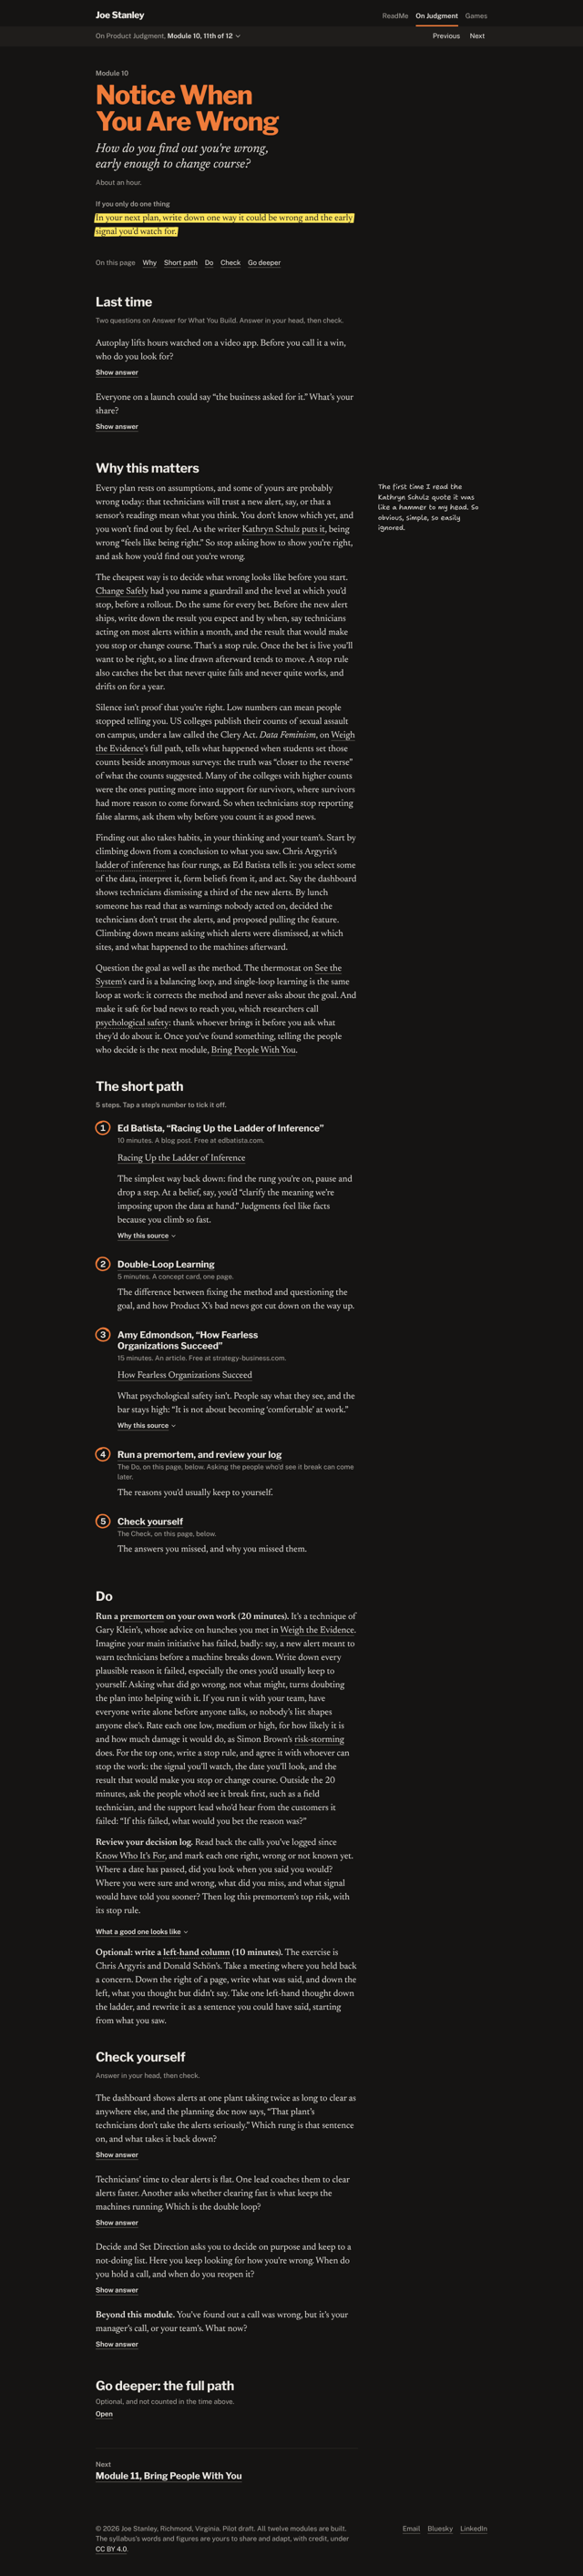 Joe Stanley
ReadMe On Judgment Games
On Product Judgment, Module 10, 11th of 12
Previous Next
Module 10
Notice When
You Are Wrong
How do you find out you're wrong,
early enough to change course?
About an hour.
If you only do one thing
In your next plan, write down one way it could be wrong and the early
signal you'd watch for.
On this page Why Short path Do Check Go deeper
Last time
Two questions on Answer for What You Build. Answer in your head, then check.
Autoplay lifts hours watched on a video app. Before you call it a win,
who do you look for?
Show answer
Everyone on a launch could say “the business asked for it.” What's your
share?
Show answer
Why this matters
Every plan rests on assumptions, and some of yours are probably
wrong today: that technicians will trust a new alert, say, or that a
sensor's readings mean what you think. You don't know which yet, and
you won't find out by feel. As the writer Kathryn Schulz puts it, being
wrong “feels like being right.” So stop asking how to show you're right,
and ask how you'd find out you're wrong.
The first time I read the
Kathryn Schulz quote it was
like a hammer to my head. So
obvious, simple, so easily
ignored.
The cheapest way is to decide what wrong looks like before you start.
Change Safely had you name a guardrail and the level at which you'd
stop, before a rollout. Do the same for every bet. Before the new alert
ships, write down the result you expect and by when, say technicians
acting on most alerts within a month, and the result that would make
you stop or change course. That's a stop rule. Once the bet is live you'll
want to be right, so a line drawn afterward tends to move. A stop rule
also catches the bet that never quite fails and never quite works, and
drifts on for a year.
Silence isn't proof that you're right. Low numbers can mean people
stopped telling you. US colleges publish their counts of sexual assault
on campus, under a law called the Clery Act. Data Feminism, on Weigh
the Evidence's full path, tells what happened when students set those
counts beside anonymous surveys: the truth was “closer to the reverse”
of what the counts suggested. Many of the colleges with higher counts
were the ones putting more into support for survivors, where survivors
had more reason to come forward. So when technicians stop reporting
false alarms, ask them why before you count it as good news.
Finding out also takes habits, in your thinking and your team's. Start by
climbing down from a conclusion to what you saw. Chris Argyris's
ladder of inference has four rungs, as Ed Batista tells it: you select some
of the data, interpret it, form beliefs from it, and act. Say the dashboard
shows technicians dismissing a third of the new alerts. By lunch
someone has read that as warnings nobody acted on, decided the
technicians don't trust the alerts, and proposed pulling the feature.
Climbing down means asking which alerts were dismissed, at which
sites, and what happened to the machines afterward.
Question the goal as well as the method. The thermostat on See the
System's card is a balancing loop, and single-loop learning is the same
loop at work: it corrects the method and never asks about the goal. And
make it safe for bad news to reach you, which researchers call
psychological safety: thank whoever brings it before you ask what
they'd do about it. Once you've found something, telling the people
who decide is the next module, Bring People With You.
The short path
5 steps. Tap a step's number to tick it off.
1 Ed Batista, “Racing Up the Ladder of Inference”
10 minutes. A blog post. Free at edbatista.com.
Racing Up the Ladder of Inference
The simplest way back down: find the rung you're on, pause and
drop a step. At a belief, say, you'd “clarify the meaning we're
imposing upon the data at hand.” Judgments feel like facts
because you climb so fast.
Why this source
2 Double-Loop Learning
5 minutes. A concept card, one page.
The difference between fixing the method and questioning the
goal, and how Product X's bad news got cut down on the way up.
3 Amy Edmondson, “How Fearless
Organizations Succeed”
15 minutes. An article. Free at strategy-business.com.
How Fearless Organizations Succeed
What psychological safety isn't. People say what they see, and the
bar stays high: “It is not about becoming ‘comfortable’ at work.”
Why this source
4 Run a premortem, and review your log
The Do, on this page, below. Asking the people who'd see it break can come
later.
The reasons you'd usually keep to yourself.
5 Check yourself
The Check, on this page, below.
The answers you missed, and why you missed them.
Do
Run a premortem on your own work (20 minutes). It's a technique of
Gary Klein's, whose advice on hunches you met in Weigh the Evidence.
Imagine your main initiative has failed, badly: say, a new alert meant to
warn technicians before a machine breaks down. Write down every
plausible reason it failed, especially the ones you'd usually keep to
yourself. Asking what did go wrong, not what might, turns doubting
the plan into helping with it. If you run it with your team, have
everyone write alone before anyone talks, so nobody's list shapes
anyone else's. Rate each one low, medium or high, for how likely it is
and how much damage it would do, as Simon Brown's risk-storming
does. For the top one, write a stop rule, and agree it with whoever can
stop the work: the signal you'll watch, the date you'll look, and the
result that would make you stop or change course. Outside the 20
minutes, ask the people who'd see it break first, such as a field
technician, and the support lead who'd hear from the customers it
failed: “If this failed, what would you bet the reason was?”
Review your decision log. Read back the calls you've logged since
Know Who It's For, and mark each one right, wrong or not known yet.
Where a date has passed, did you look when you said you would?
Where you were sure and wrong, what did you miss, and what signal
would have told you sooner? Then log this premortem's top risk, with
its stop rule.
What a good one looks like
Optional: write a left-hand column (10 minutes). The exercise is
Chris Argyris and Donald Schön's. Take a meeting where you held back
a concern. Down the right of a page, write what was said, and down the
left, what you thought but didn't say. Take one left-hand thought down
the ladder, and rewrite it as a sentence you could have said, starting
from what you saw.
Check yourself
Answer in your head, then check.
The dashboard shows alerts at one plant taking twice as long to clear as
anywhere else, and the planning doc now says, “That plant's
technicians don't take the alerts seriously.” Which rung is that sentence
on, and what takes it back down?
Show answer
Technicians' time to clear alerts is flat. One lead coaches them to clear
alerts faster. Another asks whether clearing fast is what keeps the
machines running. Which is the double loop?
Show answer
Decide and Set Direction asks you to decide on purpose and keep to a
not-doing list. Here you keep looking for how you're wrong. When do
you hold a call, and when do you reopen it?
Show answer
Beyond this module. You've found out a call was wrong, but it's your
manager's call, or your team's. What now?
Show answer
Go deeper: the full path
Optional, and not counted in the time above.
Open
Next
Module 11, Bring People With You
© 2026 Joe Stanley, Richmond, Virginia. Pilot draft. All twelve modules are built.
The syllabus's words and figures are yours to share and adapt, with credit, under
CC BY 4.0.
Email Bluesky LinkedIn